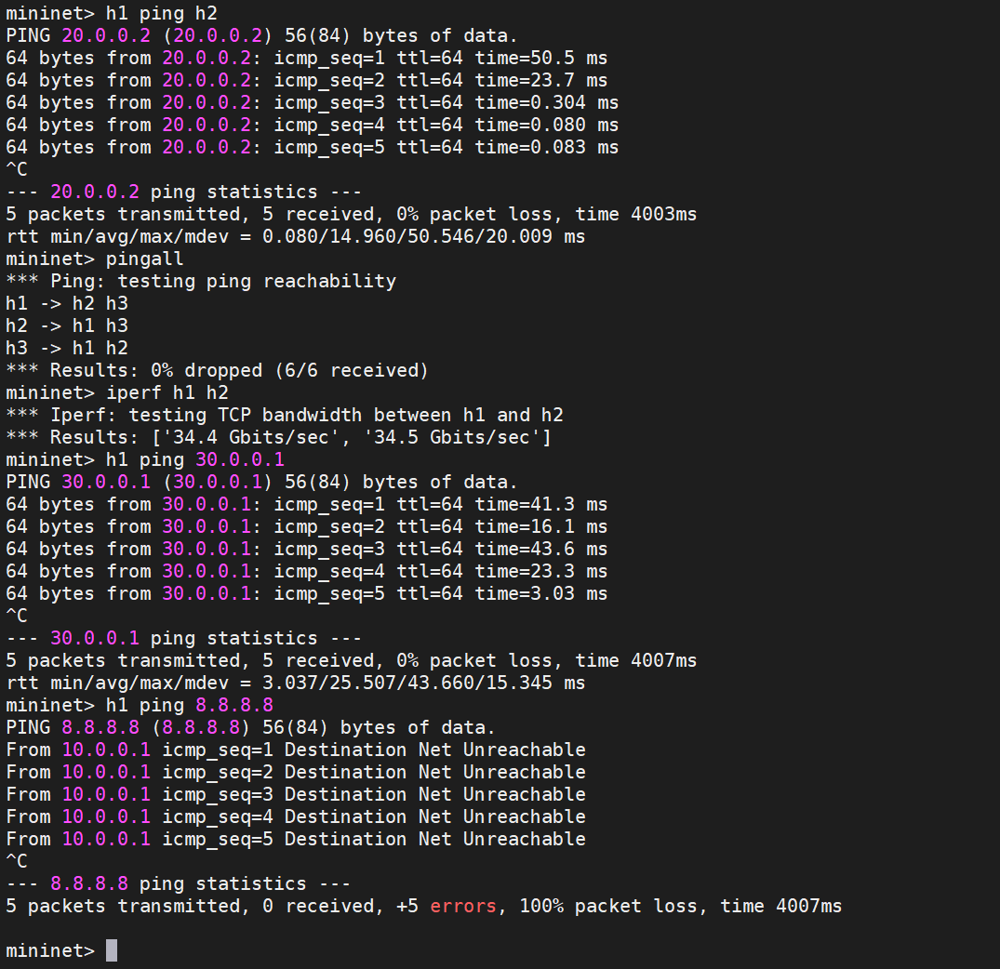 mininet> h1 ping h2
PING 20.0.0.2 (20.0.0.2) 56(84) bytes of data.
64 bytes from 20.0.0.2: icmp_seq=1 ttl=64 time=50.5 ms
64 bytes from 20.0.0.2: icmp_seq=2 ttl=64 time=23.7 ms
64 bytes from 20.0.0.2: icmp_seq=3 ttl=64 time=0.304 ms
64 bytes from 20.0.0.2: icmp_seq=4 ttl=64 time=0.080 ms
64 bytes from 20.0.0.2: icmp_seq=5 ttl=64 time=0.083 ms
^C
--- 20.0.0.2 ping statistics ---
5 packets transmitted, 5 received, 0% packet loss, time 4003ms
rtt min/avg/max/mdev = 0.080/14.960/50.546/20.009 ms
mininet> pingall
*** Ping: testing ping reachability
h1 -> h2 h3
h2 -> h1 h3
h3 -> h1 h2
*** Results: 0% dropped (6/6 received)
mininet> iperf h1 h2
*** Iperf: testing TCP bandwidth between h1 and h2
*** Results: ['34.4 Gbits/sec', '34.5 Gbits/sec']
mininet> h1 ping 30.0.0.1
PING 30.0.0.1 (30.0.0.1) 56(84) bytes of data.
64 bytes from 30.0.0.1: icmp_seq=1 ttl=64 time=41.3 ms
64 bytes from 30.0.0.1: icmp_seq=2 ttl=64 time=16.1 ms
64 bytes from 30.0.0.1: icmp_seq=3 ttl=64 time=43.6 ms
64 bytes from 30.0.0.1: icmp_seq=4 ttl=64 time=23.3 ms
64 bytes from 30.0.0.1: icmp_seq=5 ttl=64 time=3.03 ms
^C
--- 30.0.0.1 ping statistics ---
5 packets transmitted, 5 received, 0% packet loss, time 4007ms
rtt min/avg/max/mdev = 3.037/25.507/43.660/15.345 ms
mininet> h1 ping 8.8.8.8
PING 8.8.8.8 (8.8.8.8) 56(84) bytes of data.
From 10.0.0.1 icmp_seq=1 Destination Net Unreachable
From 10.0.0.1 icmp_seq=2 Destination Net Unreachable
From 10.0.0.1 icmp_seq=3 Destination Net Unreachable
From 10.0.0.1 icmp_seq=4 Destination Net Unreachable
From 10.0.0.1 icmp_seq=5 Destination Net Unreachable
^C
--- 8.8.8.8 ping statistics ---
5 packets transmitted, 0 received, +5 errors, 100% packet loss, time 4007ms
mininet>